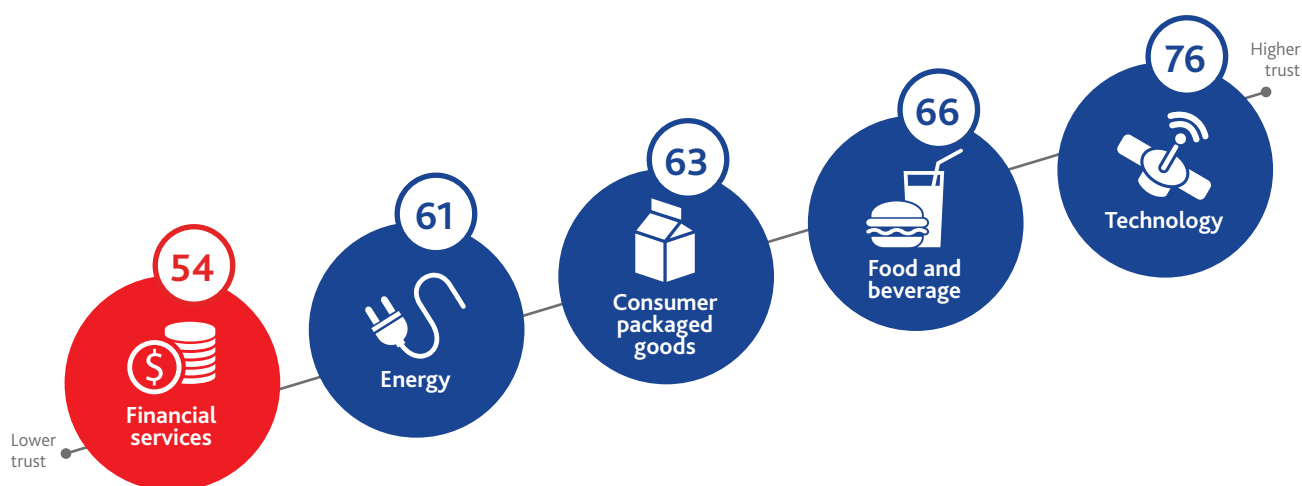 54
Financial
services
61
Energy
63
Consumer
packaged
goods
66
Food and
beverage
76
Technology
Higher
trust
Lower
trust
$